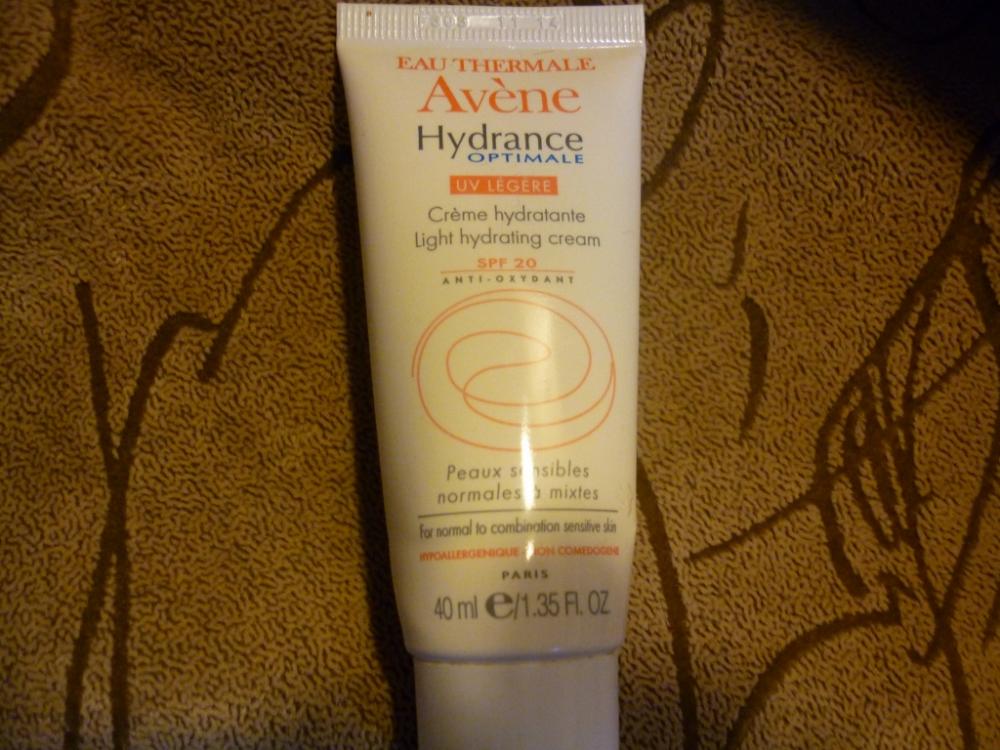 EAU THERMALE
Avène
Hydrance
OPTIMALE
UV LÉGÈRE
Crème hydratante
Light hydrating cream
SPF 20
ANTI-OXYDANT
Peaux sensibles
normales à mixtes
For normal to combination sensitive skin
HYPOALLERGENIQUE - NON COMEDOGENE
PARIS
40 ml e/1.35 Fl. OZ